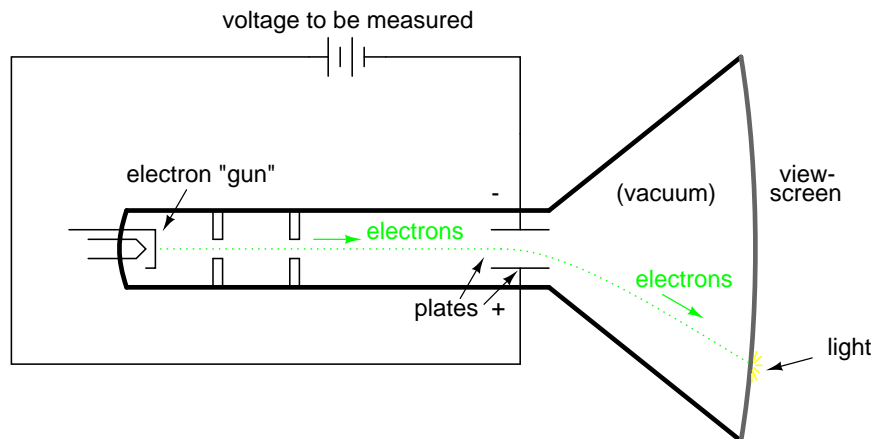 voltage to be measured
electron "gun"
-
(vacuum)
view-
screen
electrons
electrons
plates
+
light